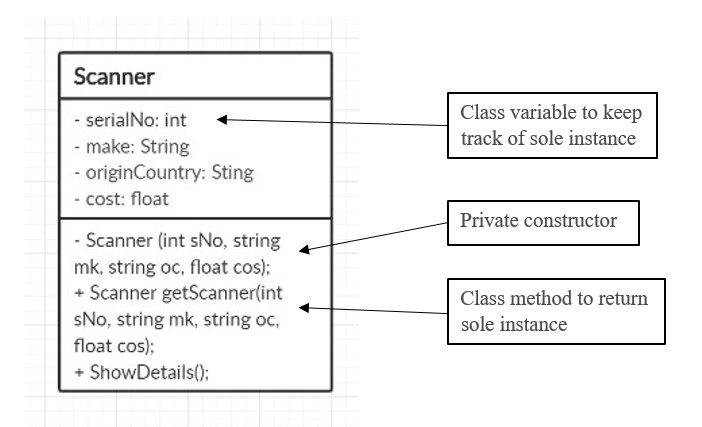 Scanner
- serialNo: int
- make: String
- originCountry: Sting
- cost: float
- Scanner (int sNo, string
mk, string oc, float cos);
+ Scanner getScanner(int
sNo, string mk, string oc,
float cos);
+ ShowDetails();
Class variable to keep
track of sole instance
Private constructor
Class method to return
sole instance